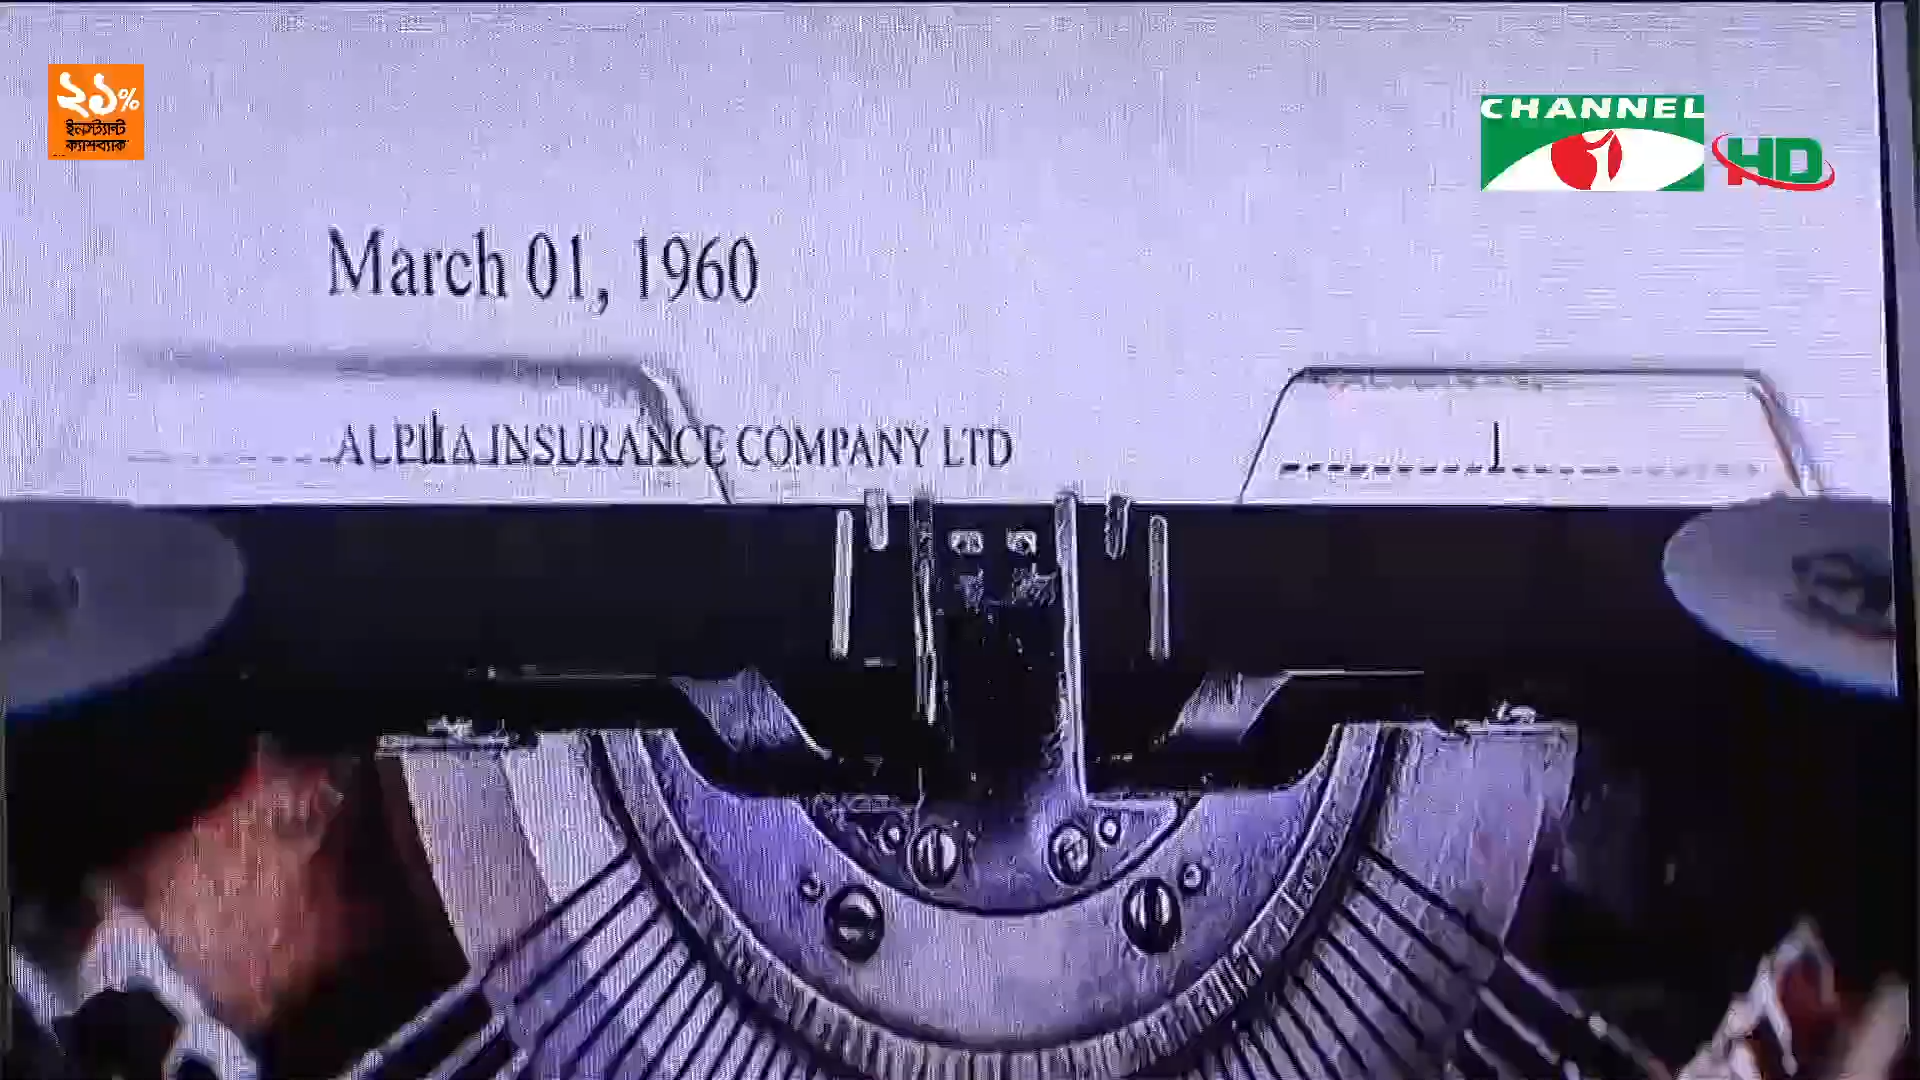 ২১%
ইনস্ট্যান্ট
ক্যাশব্যাক
CHANNEL
i
HD
March 01, 1960
ALPHA INSURANCE COMPANY LTD